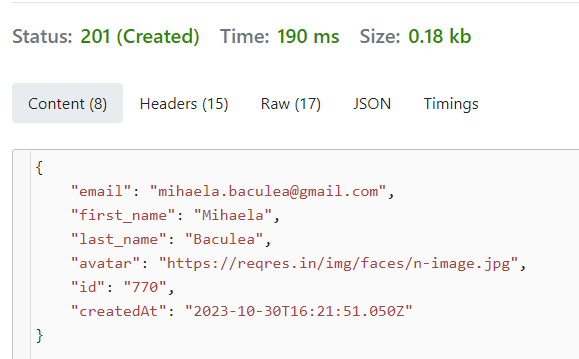 Status: 201 (Created) Time: 190 ms Size: 0.18 kb
Content (8) Headers (15) Raw (17) JSON Timings
{
"email": "mihaela.baculea@gmail.com",
"first_name": "Mihaela",
"last_name": "Baculea",
"avatar": "https://reqres.in/img/faces/n-image.jpg",
"id": "770",
"createdAt": "2023-10-30T16:21:51.050Z"
}